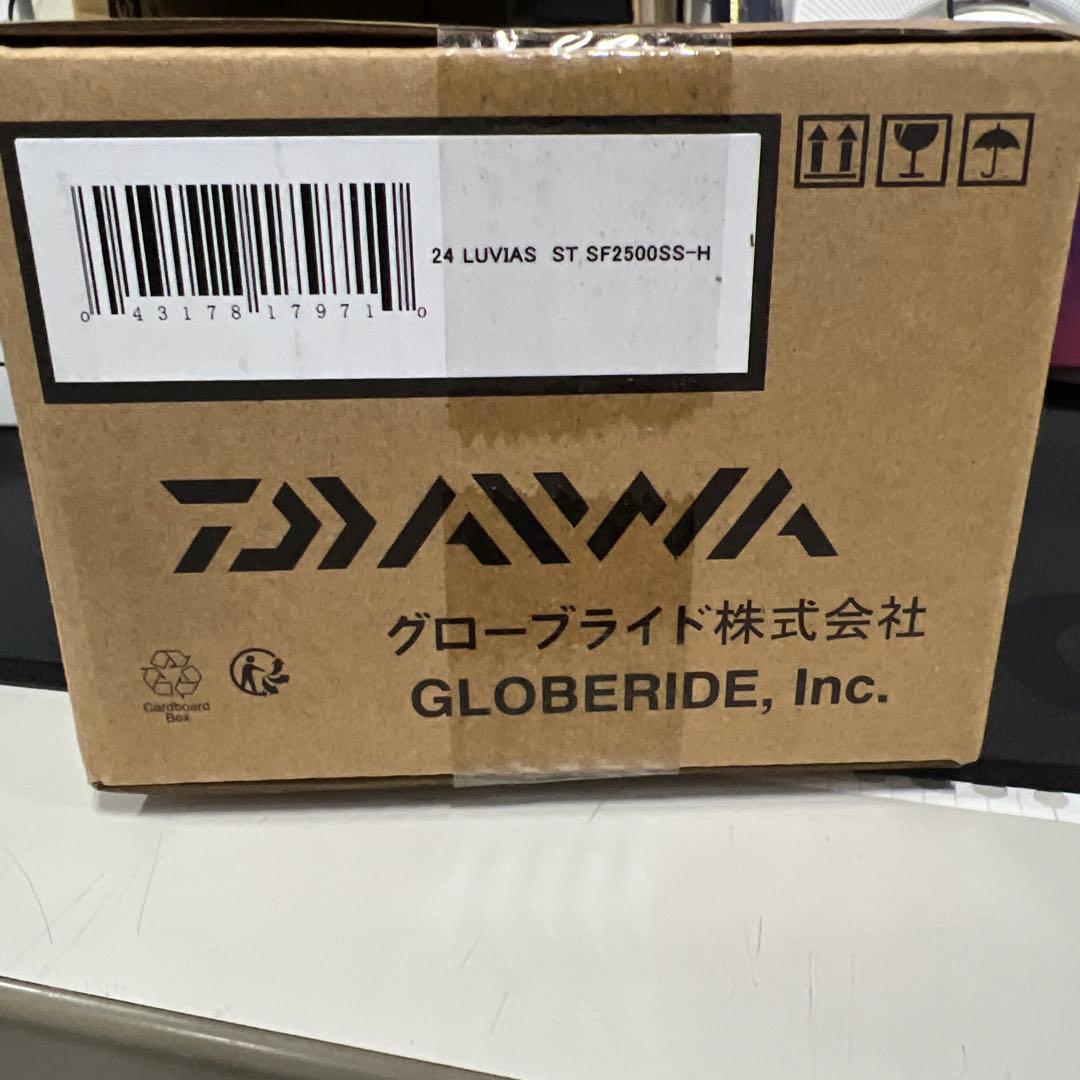 24 LUVIAS ST SF2500SS-H
0 43178 17971 0
DAIWA
グローブライド株式会社
GLOBERIDE, Inc.
Cardboard
Box